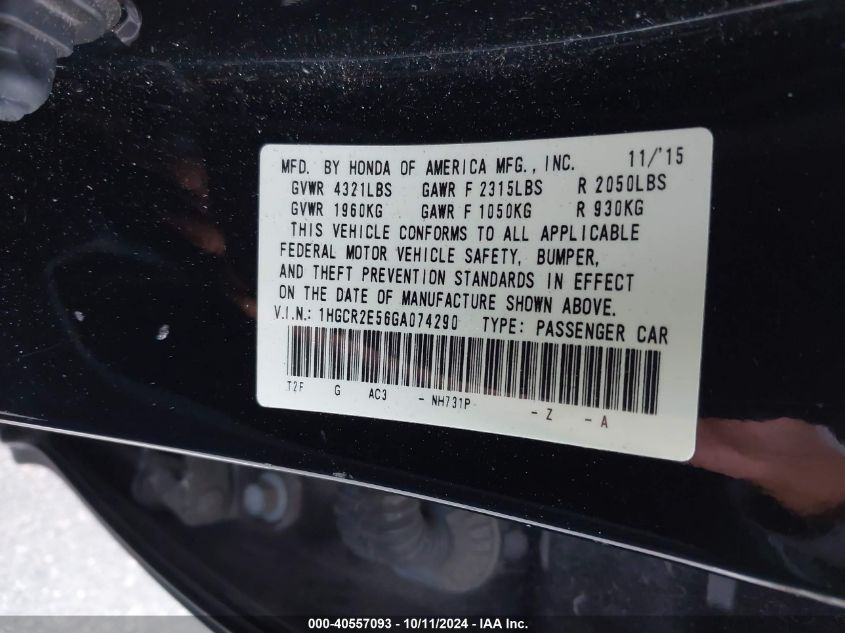 MFD. BY HONDA OF AMERICA MFG., INC. 11/'15
GVWR 4321LBS GAWR F 2315LBS R 2050LBS
GVWR 1960KG GAWR F 1050KG R 930KG
THIS VEHICLE CONFORMS TO ALL APPLICABLE
FEDERAL MOTOR VEHICLE SAFETY, BUMPER,
AND THEFT PREVENTION STANDARDS IN EFFECT
ON THE DATE OF MANUFACTURE SHOWN ABOVE.
V.I.N.: 1HGCR2E56GA074290 TYPE: PASSENGER CAR
T2F G AC3 - NH731P - Z - A
000-40557093 - 10/11/2024 - IAA Inc.